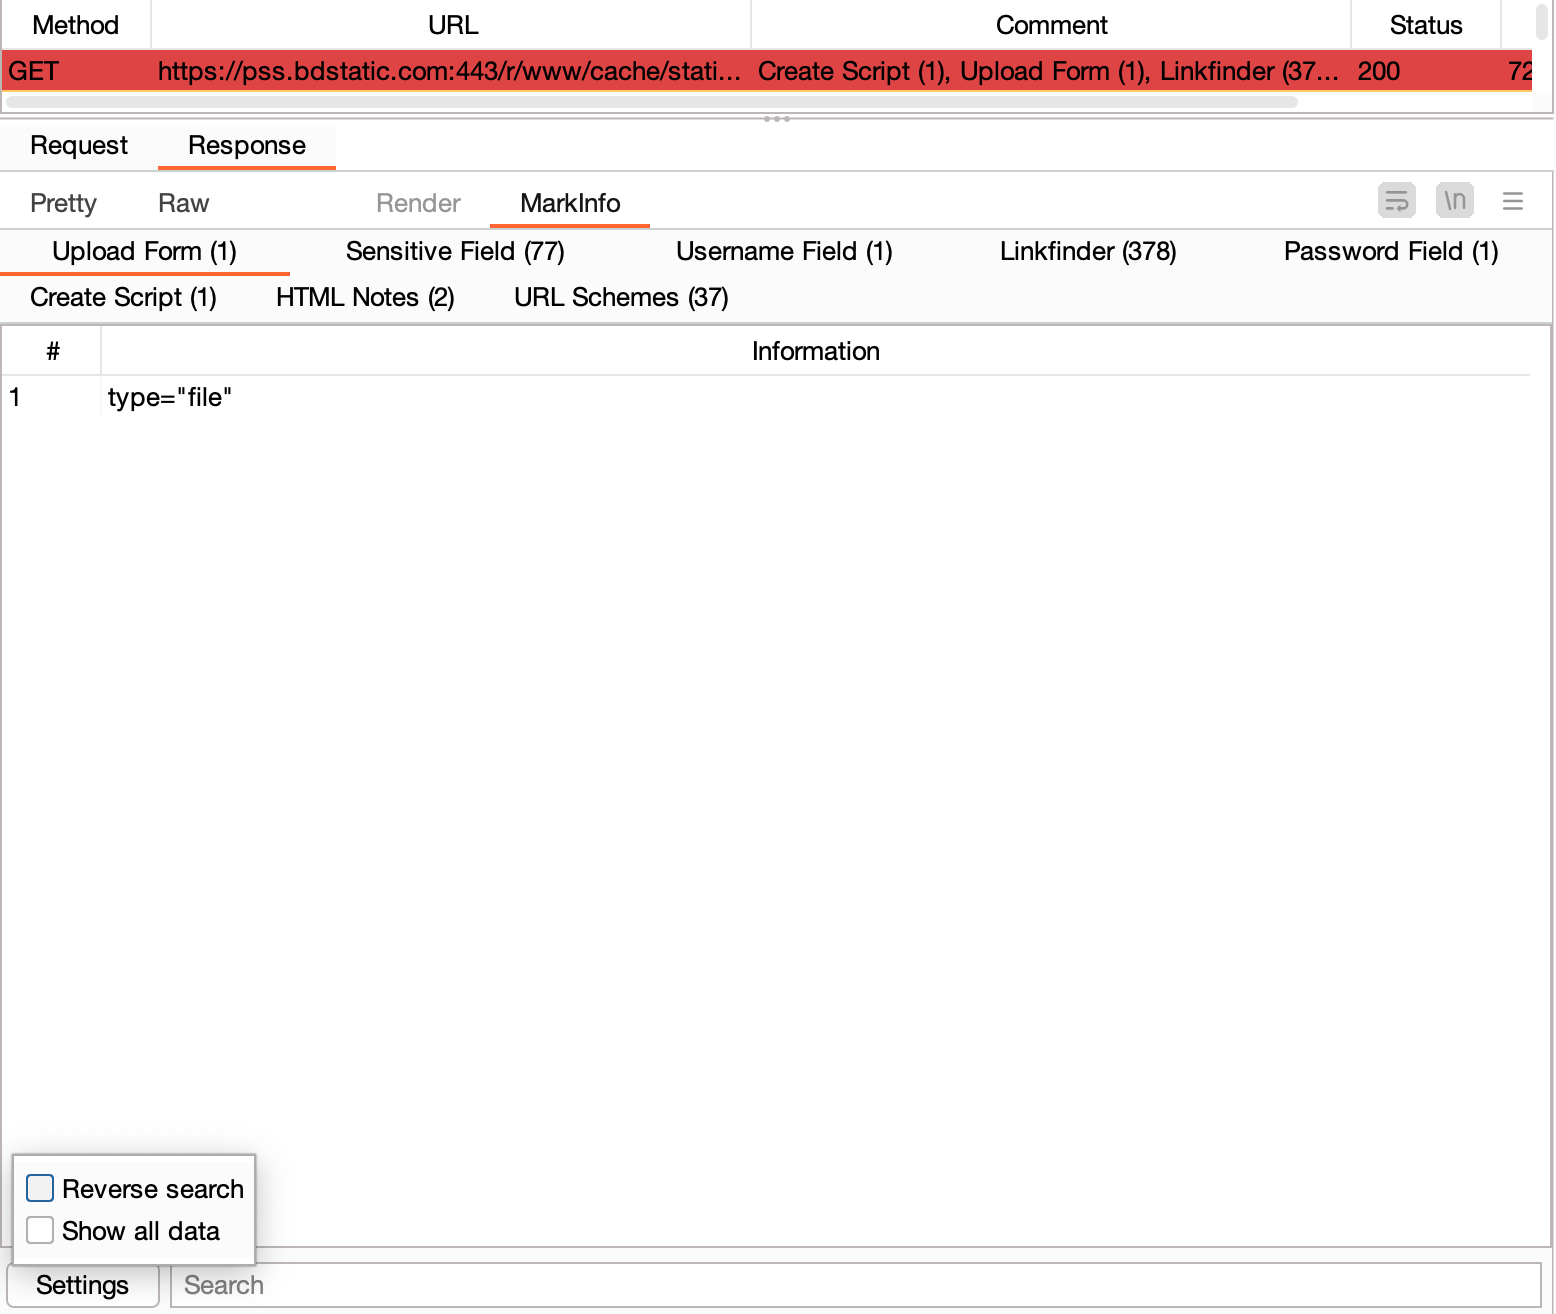 Method URL Comment Status
GET https://pss.bdstatic.com:443/r/www/cache/stati... Create Script (1), Upload Form (1), Linkfinder (37... 200 72
Request Response
Pretty Raw Render MarkInfo \n
Upload Form (1) Sensitive Field (77) Username Field (1) Linkfinder (378) Password Field (1)
Create Script (1) HTML Notes (2) URL Schemes (37)
# Information
1 type="file"
Reverse search
Show all data
Settings Search